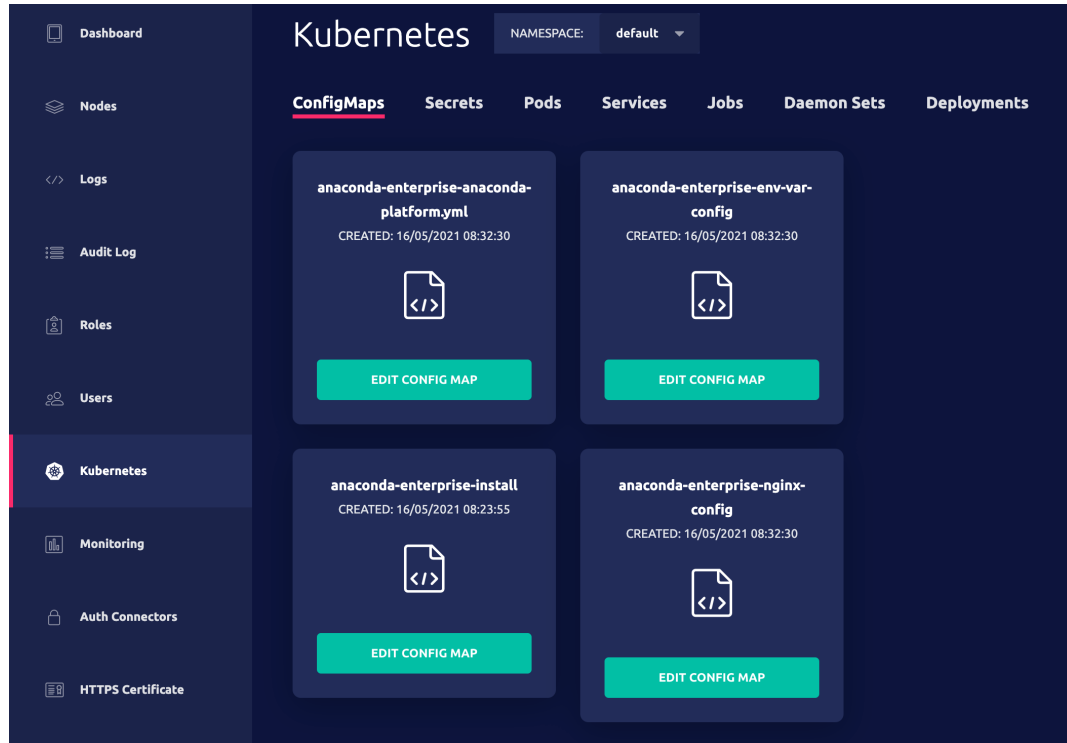 Dashboard
Nodes
Logs
Audit Log
Roles
Users
Kubernetes
Monitoring
Auth Connectors
HTTPS Certificate
Kubernetes NAMESPACE: default
ConfigMaps Secrets Pods Services Jobs Daemon Sets Deployments
anaconda-enterprise-anaconda-
platform.yml
CREATED: 16/05/2021 08:32:30
</>
EDIT CONFIG MAP
anaconda-enterprise-env-var-
config
CREATED: 16/05/2021 08:32:30
</>
EDIT CONFIG MAP
anaconda-enterprise-install
CREATED: 16/05/2021 08:23:55
</>
EDIT CONFIG MAP
anaconda-enterprise-nginx-
config
CREATED: 16/05/2021 08:32:30
</>
EDIT CONFIG MAP